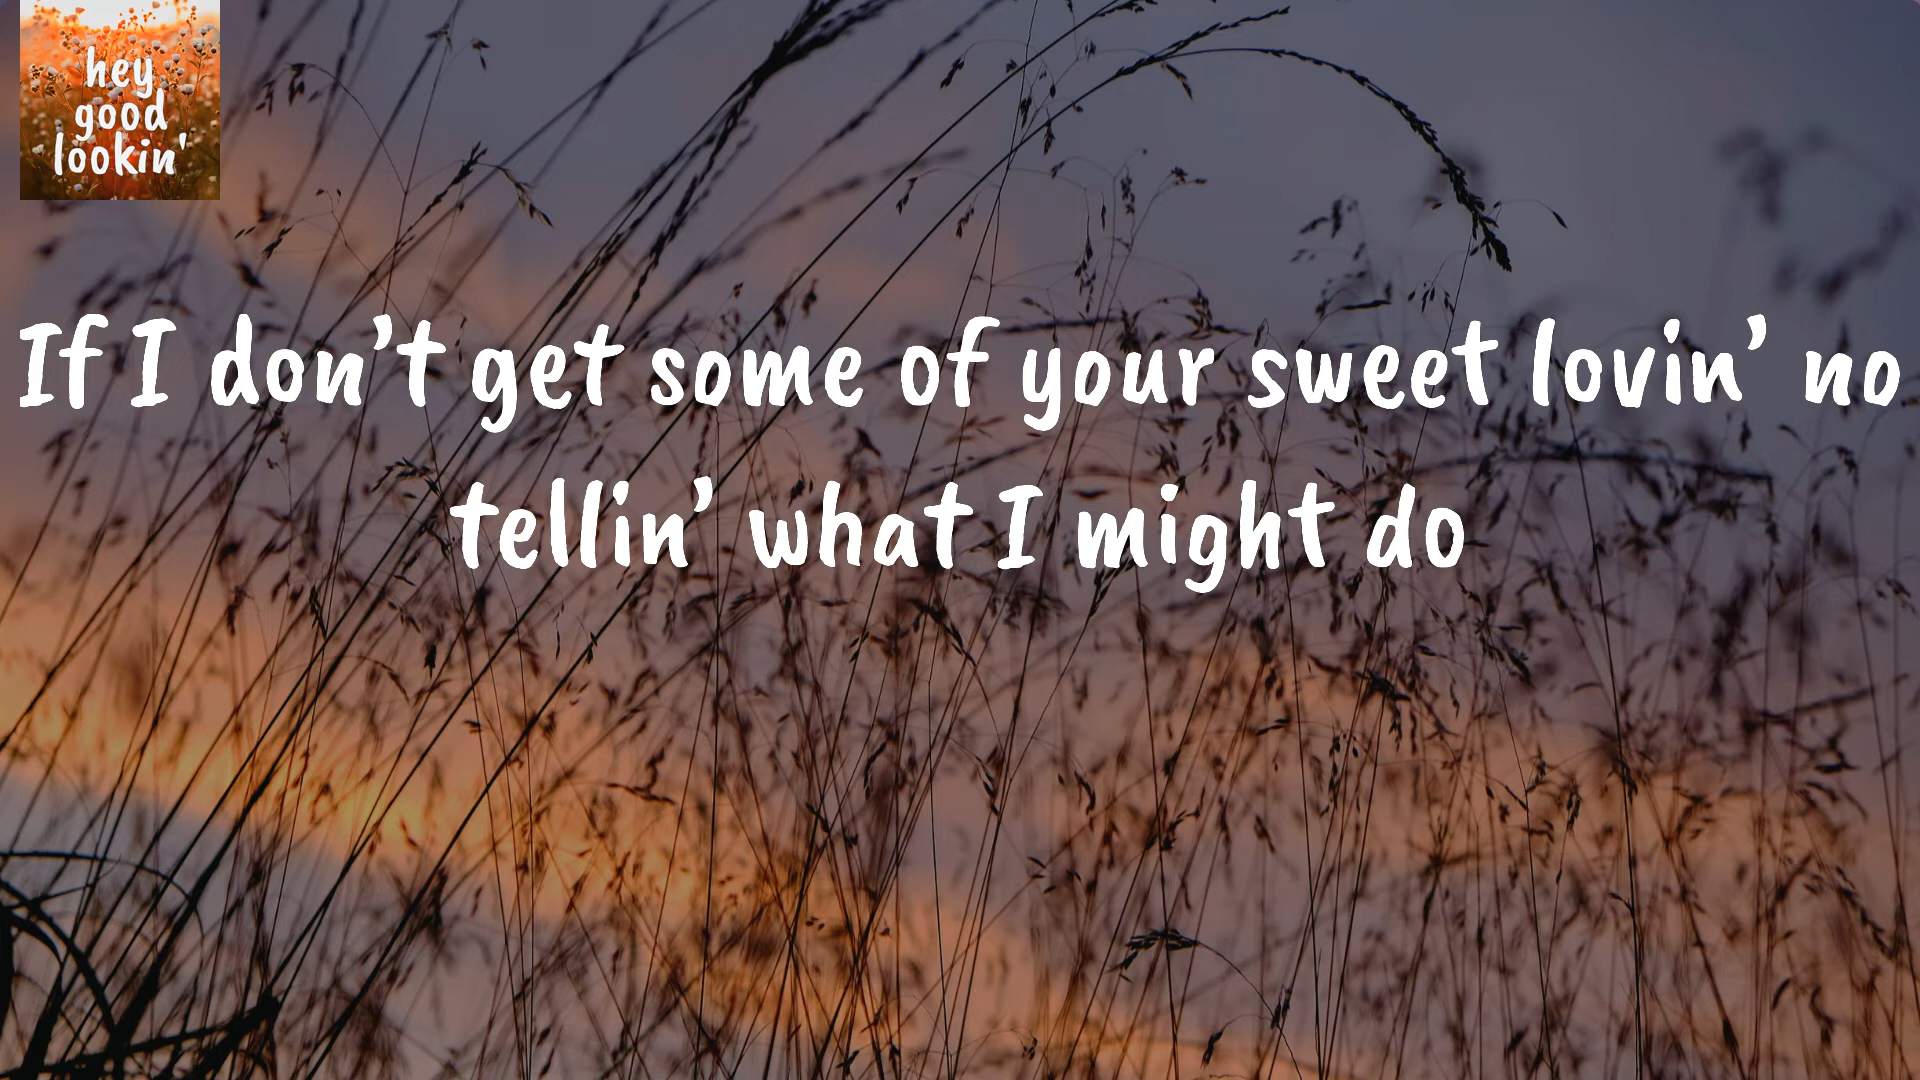 hey
good
lookin'
If I don’t get some of your sweet lovin’ no
tellin’ what I might do